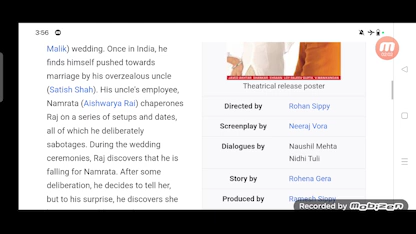 3:56
Malik) wedding. Once in India, he
finds himself pushed towards
marriage by his overzealous uncle
(Satish Shah). His uncle's employee,
Namrata (Aishwarya Rai) chaperones
Raj on a series of setups and dates,
all of which he deliberately
sabotages. During the wedding
ceremonies, Raj discovers that he is
falling for Namrata. After some
deliberation, he decides to tell her,
but to his surprise, he discovers she
Theatrical release poster
Directed by Rohan Sippy
Screenplay by Neeraj Vora
Dialogues by Naushil Mehta
Nidhi Tuli
Story by Rohena Gera
Produced by Ramesh Sippy
Recorded by MOBIZEN